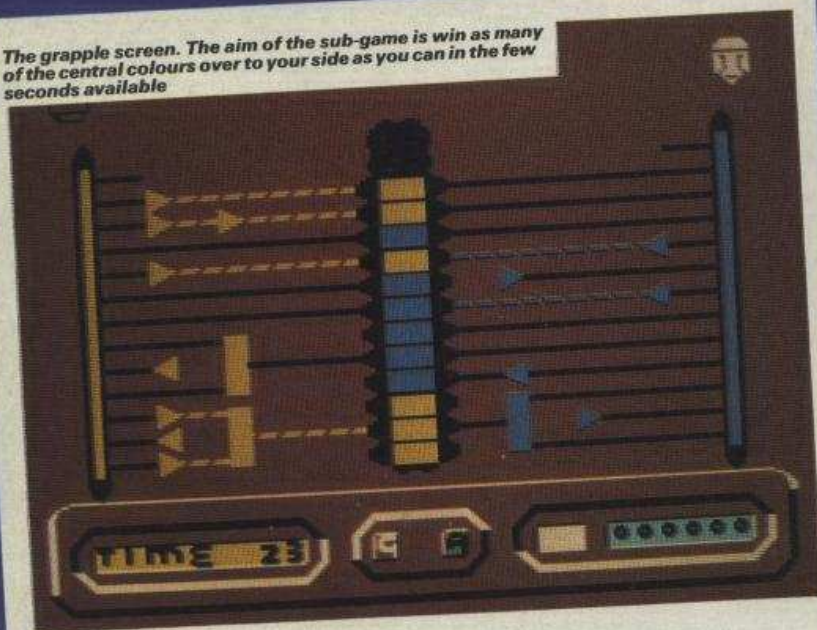 The grapple screen. The aim of the sub-game is win as many
of the central colours over to your side as you can in the few
seconds available
TIME 23